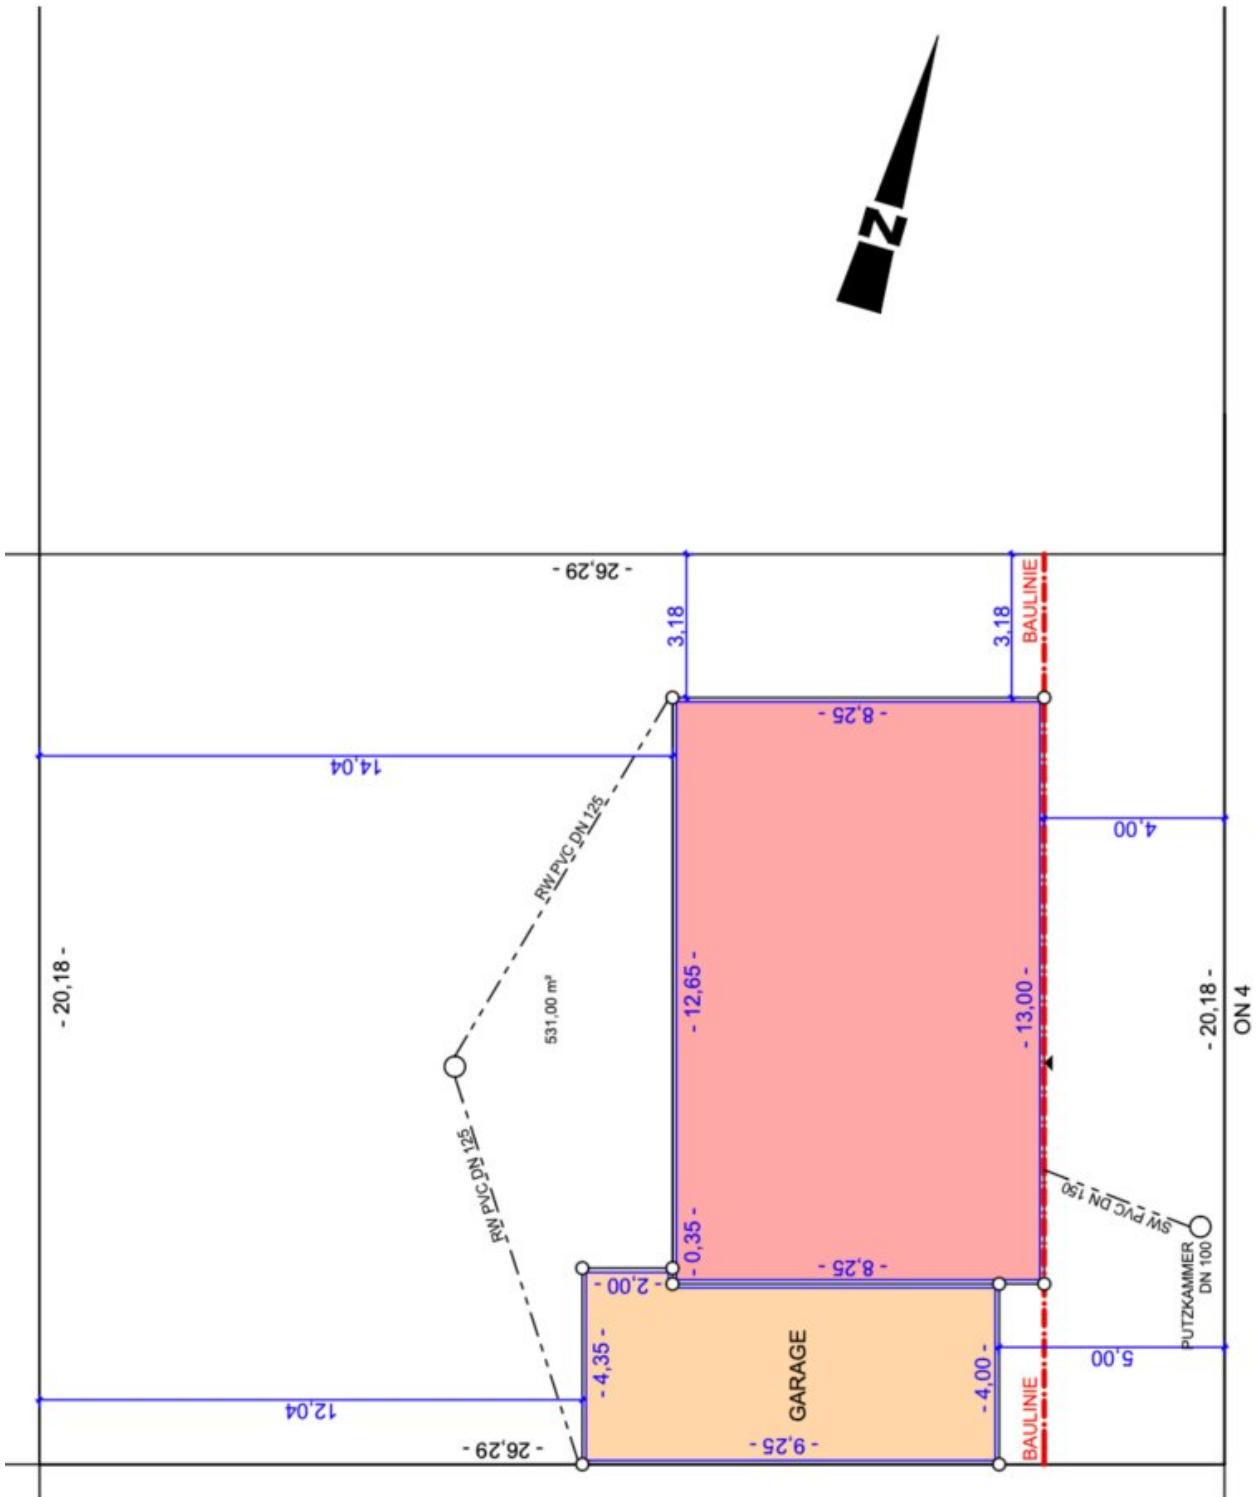 N
- 26,29 -
3,18
3,18
BAULINIE
- 8,25 -
14,04
4,00
RW PVC DN 125
- 20,18 -
531,00 m²
- 12,65 -
- 13,00 -
- 20,18 -
ON 4
RW PVC DN 125
SW PVC DN 150
- 0,35 -
- 8,25 -
- 2,00 -
PUTZKAMMER
DN 100
- 4,35 -
GARAGE
- 4,00 -
5,00
12,04
BAULINIE
- 26,29 -
- 9,25 -